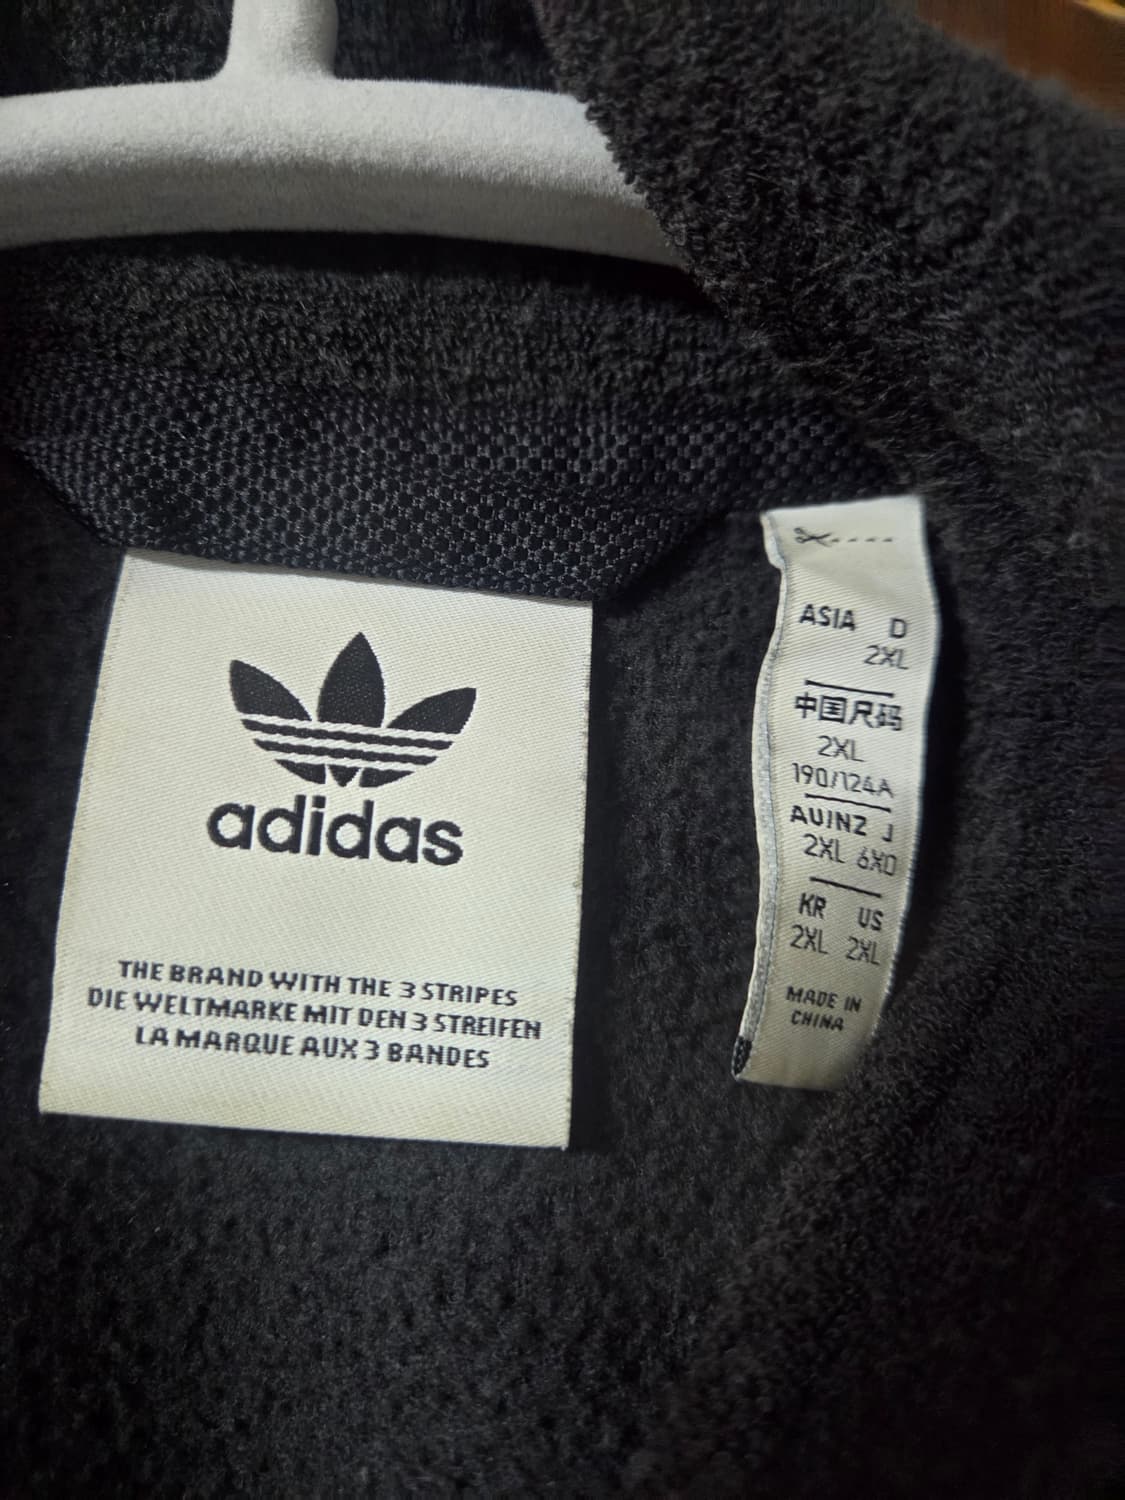 adidas
THE BRAND WITH THE 3 STRIPES
DIE WELTMARKE MIT DEN 3 STREIFEN
LA MARQUE AUX 3 BANDES
ASIA D
2XL
中国尺码
2XL
190/124A
AUINZ J
2XL 6XO
KR US
2XL 2XL
MADE IN
CHINA